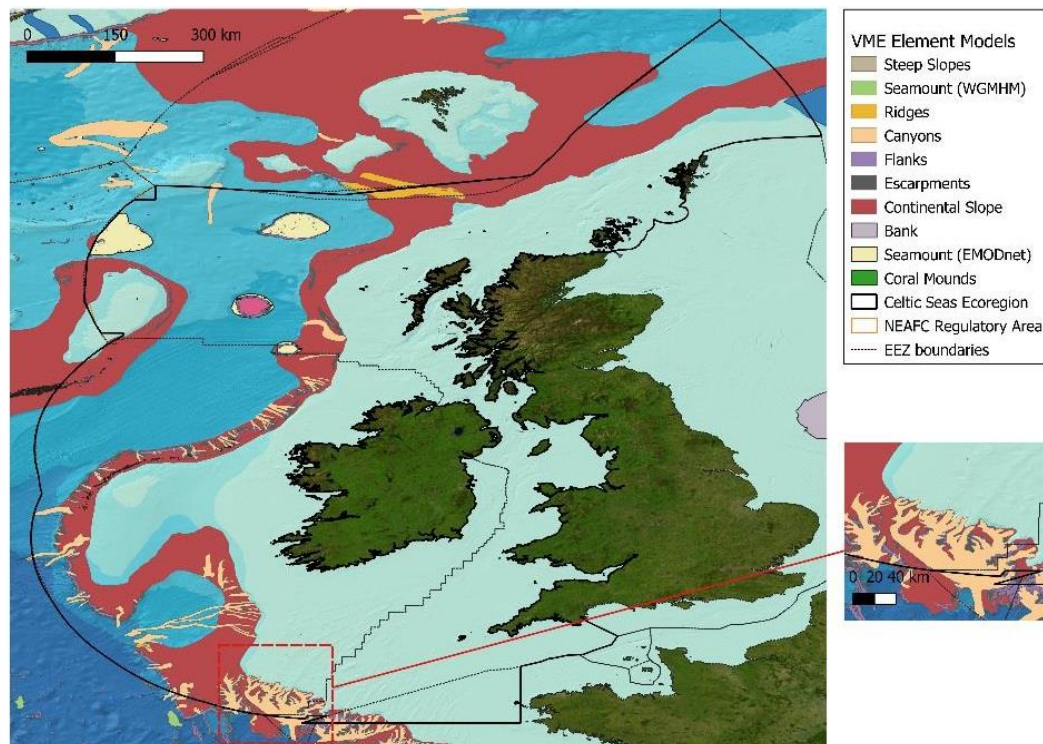 0 150 300 km
VME Element Models
Steep Slopes
Seamount (WGMHM)
Ridges
Canyons
Flanks
Escarpments
Continental Slope
Bank
Seamount (EMODnet)
Coral Mounds
Celtic Seas Ecoregion
NEAFC Regulatory Area
EEZ boundaries
0 20 40 km